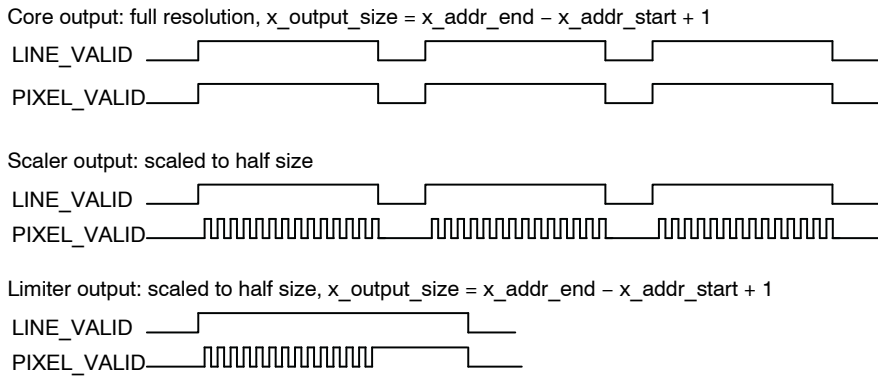 Core output: full resolution, x_output_size = x_addr_end − x_addr_start + 1
LINE_VALID
PIXEL_VALID
Scaler output: scaled to half size
LINE_VALID
PIXEL_VALID
Limiter output: scaled to half size, x_output_size = x_addr_end − x_addr_start + 1
LINE_VALID
PIXEL_VALID